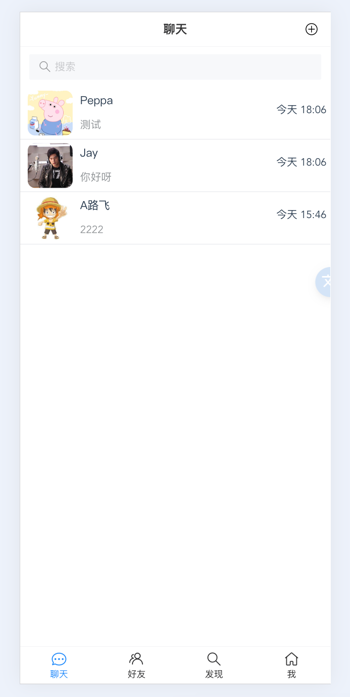 聊天
搜索
Peppa
今天 18:06
测试
Jay
今天 18:06
你好呀
A路飞
今天 15:46
2222
文
聊天
好友
发现
我